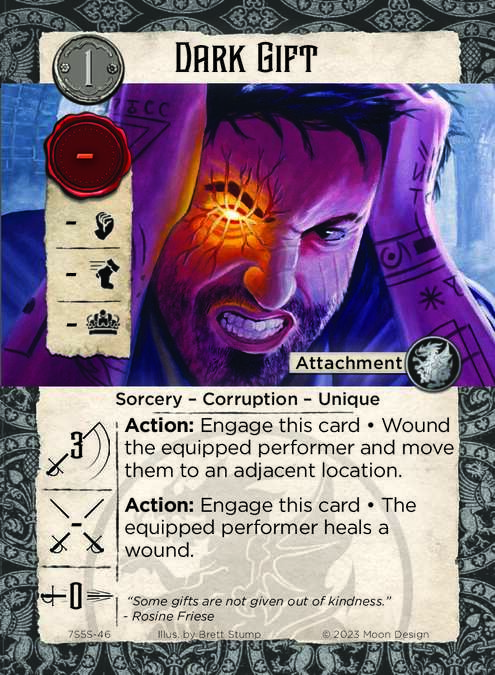 DARK GIFT
1
-
-
-
-
Attachment
Sorcery – Corruption – Unique
3
Action: Engage this card • Wound
the equipped performer and move
them to an adjacent location.
-
Action: Engage this card • The
equipped performer heals a
wound.
0
“Some gifts are not given out of kindness.”
- Rosine Friese
7S5S-46 Illus. by Brett Stump © 2023 Moon Design